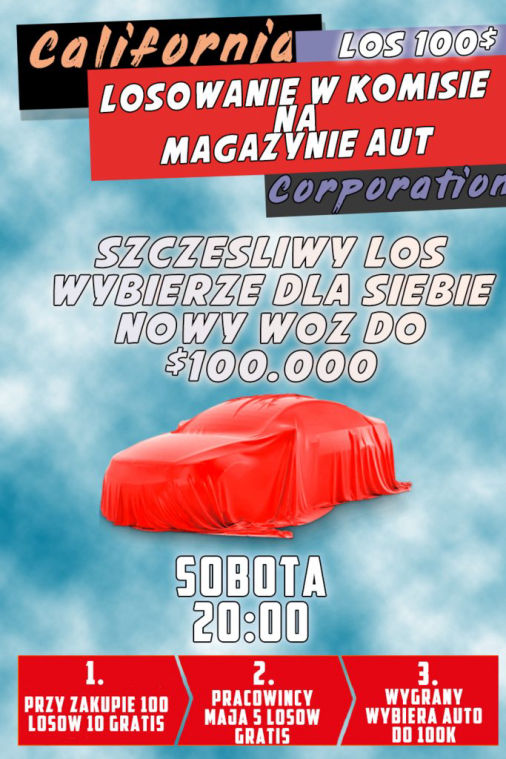 California
LOS 100$
LOSOWANIE W KOMISIE
NA
MAGAZYNIE AUT
Corporation
SZCZESLIWY LOS
WYBIERZE DLA SIEBIE
NOWY WOZ DO
$100.000
SOBOTA
20:00
1.
PRZY ZAKUPIE 100
LOSOW 10 GRATIS
2.
PRACOWINCY
MAJA 5 LOSOW
GRATIS
3.
WYGRANY
WYBIERA AUTO
DO 100K